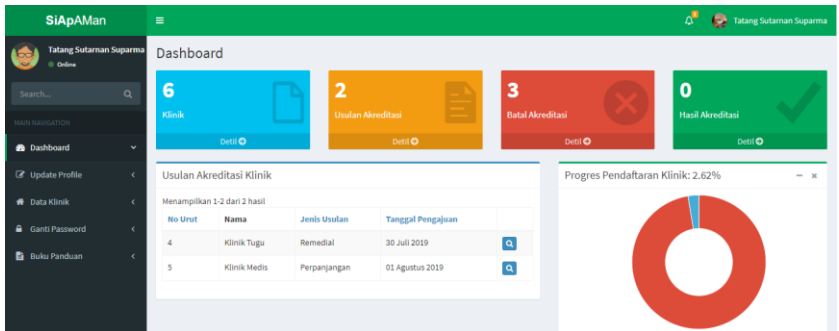 SiApAMan
1
Tatang Sutarnan Suparma
Tatang Sutarnan Suparma
Online
Search...
MAIN NAVIGATION
Dashboard
Update Profile
Data Klinik
Ganti Password
Buku Panduan
Dashboard
6
Klinik
Detil
2
Usulan Akreditasi
Detil
3
Batal Akreditasi
Detil
0
Hasil Akreditasi
Detil
Usulan Akreditasi Klinik
Menampilkan 1-2 dari 2 hasil
No Urut Nama Jenis Usulan Tanggal Pengajuan
4 Klinik Tugu Remedial 30 Juli 2019
5 Klinik Medis Perpanjangan 01 Agustus 2019
Progres Pendaftaran Klinik: 2.62%